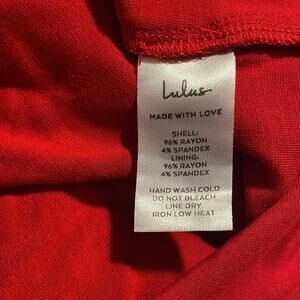 Lulus
MADE WITH LOVE
SHELL:
96% RAYON
4% SPANDEX
LINING:
96% RAYON
4% SPANDEX
HAND WASH COLD
DO NOT BLEACH
LINE DRY
IRON LOW HEAT